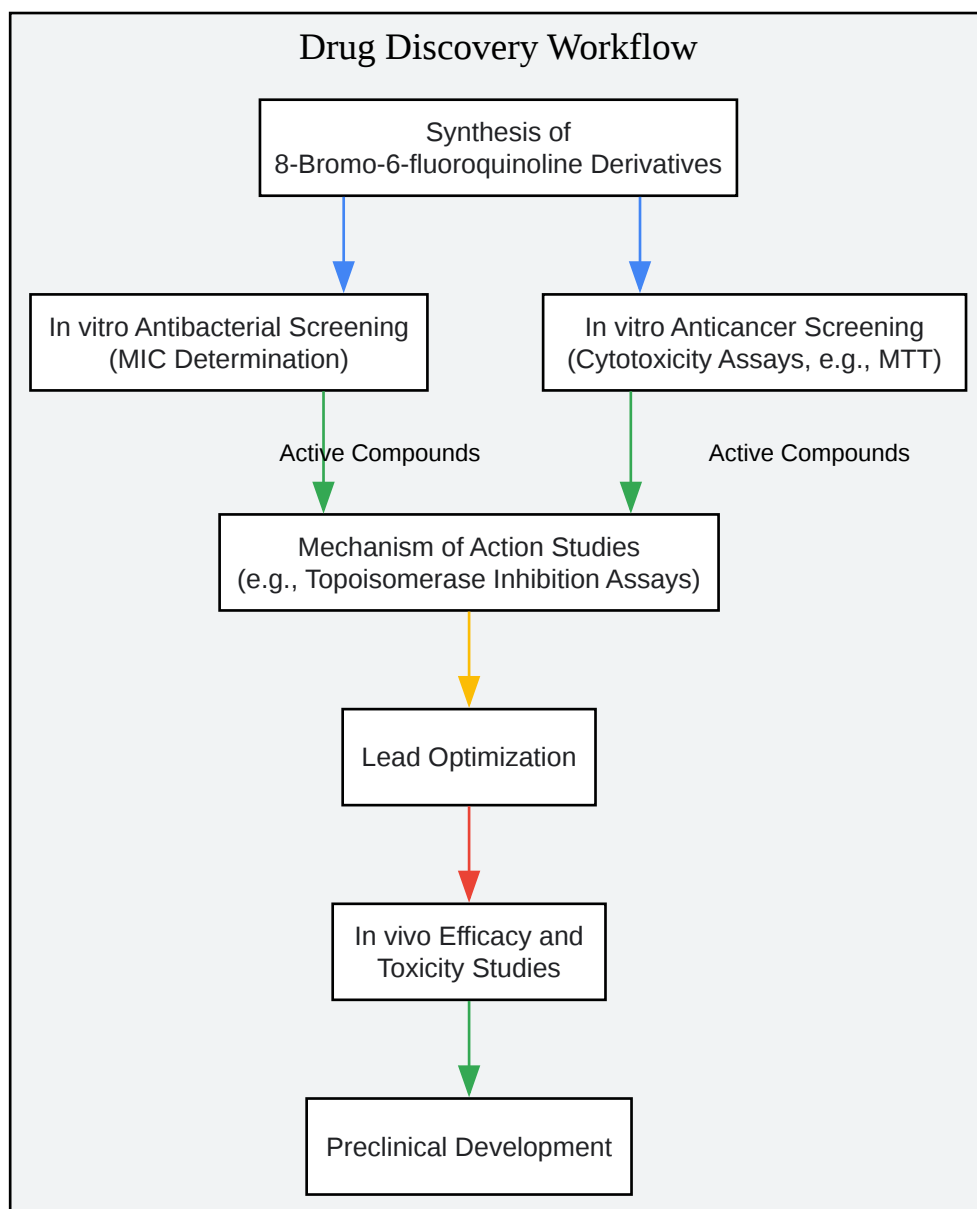 Drug Discovery Workflow
Synthesis of
8-Bromo-6-fluoroquinoline Derivatives
In vitro Antibacterial Screening
(MIC Determination)
In vitro Anticancer Screening
(Cytotoxicity Assays, e.g., MTT)
Active Compounds
Active Compounds
Mechanism of Action Studies
(e.g., Topoisomerase Inhibition Assays)
Lead Optimization
In vivo Efficacy and
Toxicity Studies
Preclinical Development